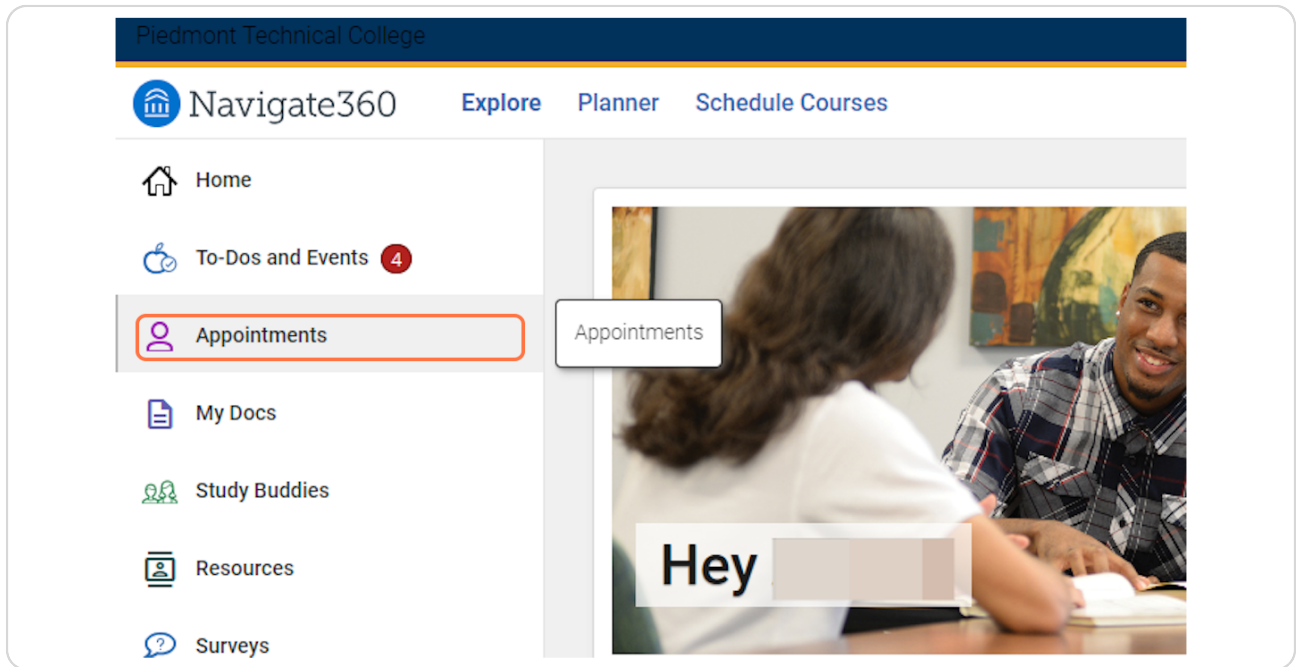 Piedmont Technical College
Navigate360 Explore Planner Schedule Courses
Home
To-Dos and Events 4
Appointments
Appointments
My Docs
Study Buddies
Resources
Surveys
Hey